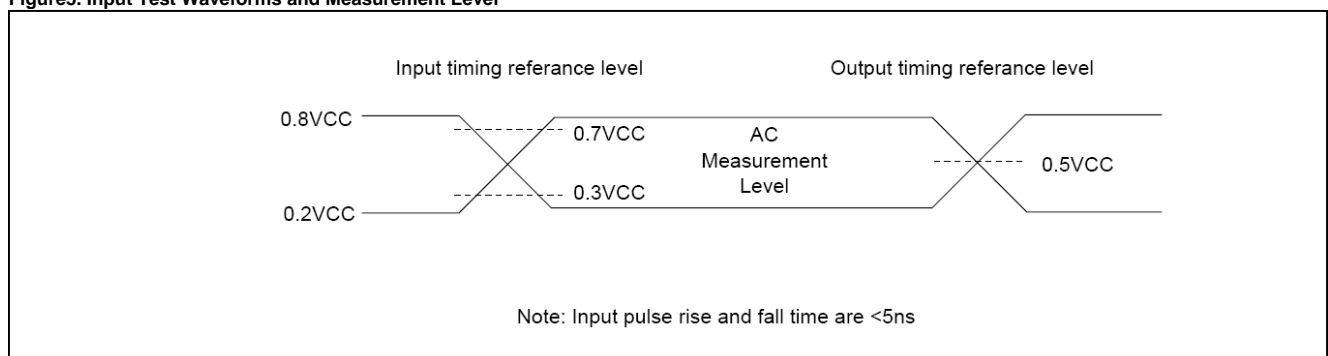 Figure5. Input Test Waveforms and Measurement Level
Input timing referance level
Output timing referance level
0.8VCC
0.7VCC
AC
Measurement
Level
0.5VCC
0.3VCC
0.2VCC
Note: Input pulse rise and fall time are <5ns